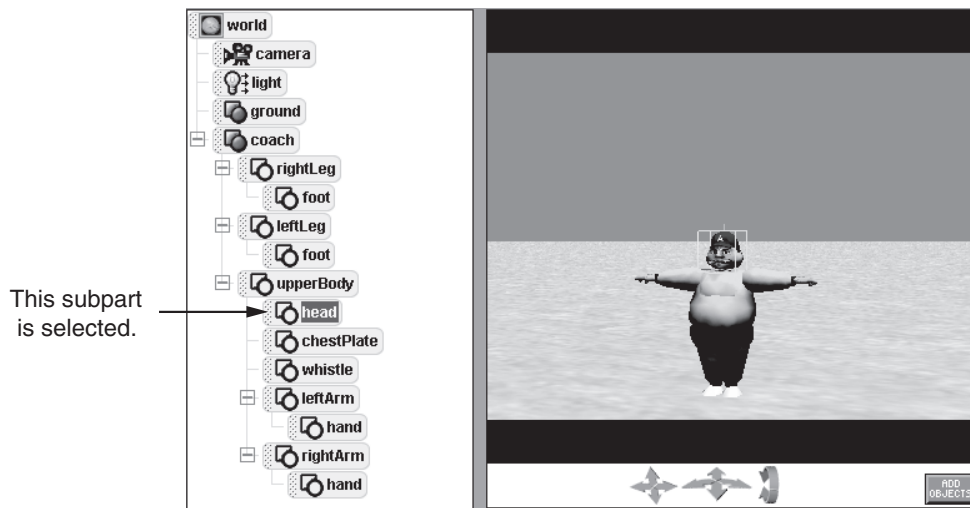 world
camera
light
ground
coach
rightLeg
foot
leftLeg
foot
upperBody
This subpart
is selected.
head
chestPlate
whistle
leftArm
hand
rightArm
hand
A
ADD
OBJECTS